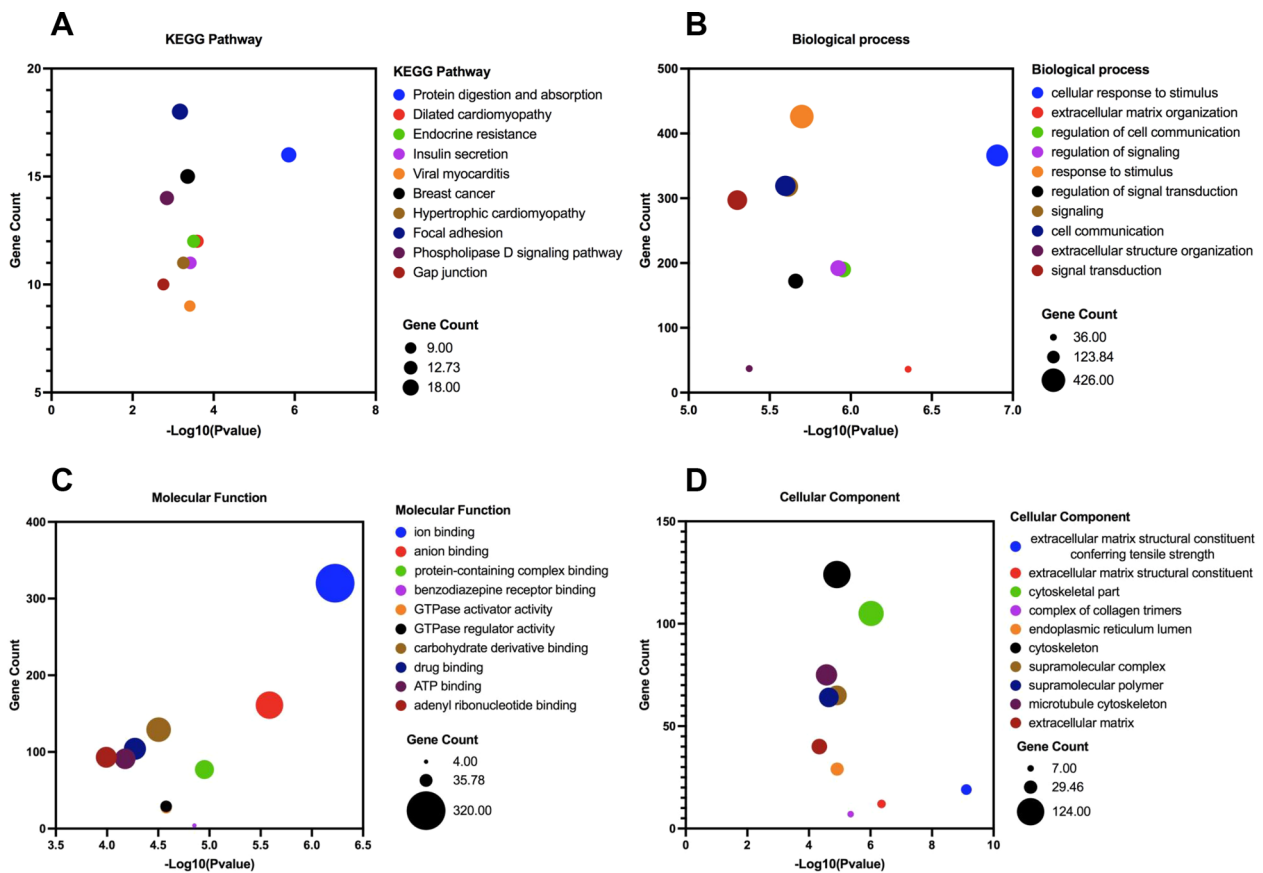 A
KEGG Pathway
20
15
10
5
0
2
4
6
8
Gene Count
-Log10(Pvalue)
KEGG Pathway
Protein digestion and absorption
Dilated cardiomyopathy
Endocrine resistance
Insulin secretion
Viral myocarditis
Breast cancer
Hypertrophic cardiomyopathy
Focal adhesion
Phospholipase D signaling pathway
Gap junction
Gene Count
9.00
12.73
18.00
B
Biological process
500
400
300
200
100
0
5.0
5.5
6.0
6.5
7.0
Gene Count
-Log10(Pvalue)
Biological process
cellular response to stimulus
extracellular matrix organization
regulation of cell communication
regulation of signaling
response to stimulus
regulation of signal transduction
signaling
cell communication
extracellular structure organization
signal transduction
Gene Count
36.00
123.84
426.00
C
Molecular Function
400
300
200
100
0
3.5
4.0
4.5
5.0
5.5
6.0
6.5
Gene Count
-Log10(Pvalue)
Molecular Function
ion binding
anion binding
protein-containing complex binding
benzodiazepine receptor binding
GTPase activator activity
GTPase regulator activity
carbohydrate derivative binding
drug binding
ATP binding
adenyl ribonucleotide binding
Gene Count
4.00
35.78
320.00
D
Cellular Component
150
100
50
0
0
2
4
6
8
10
Gene Count
-Log10(Pvalue)
Cellular Component
extracellular matrix structural constituent
conferring tensile strength
extracellular matrix structural constituent
cytoskeletal part
complex of collagen trimers
endoplasmic reticulum lumen
cytoskeleton
supramolecular complex
supramolecular polymer
microtubule cytoskeleton
extracellular matrix
Gene Count
7.00
29.46
124.00